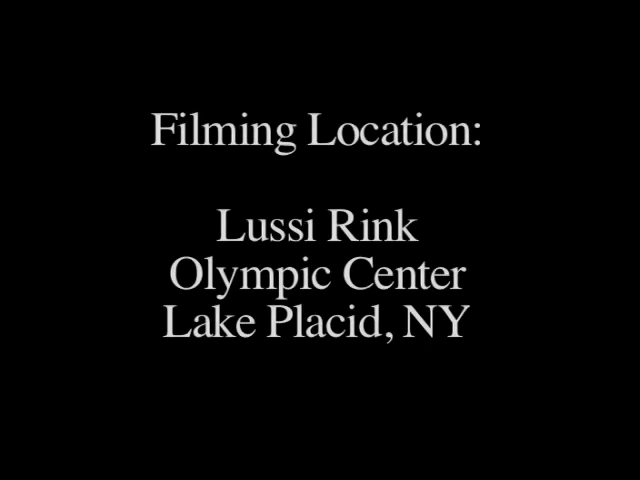 Filming Location:
Lussi Rink
Olympic Center
Lake Placid, NY